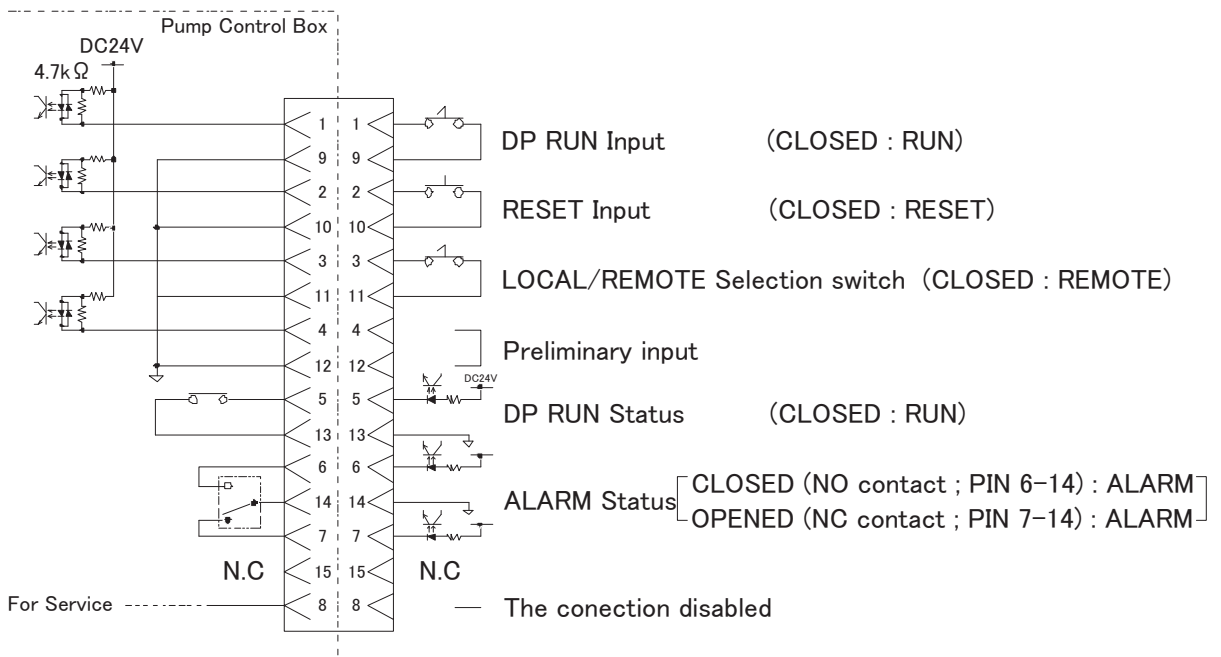 Pump Control Box
DC24V
4.7kΩ
1 1
DP RUN Input (CLOSED : RUN)
9 9
2 2
RESET Input (CLOSED : RESET)
10 10
3 3
LOCAL/REMOTE Selection switch (CLOSED : REMOTE)
11 11
4 4
Preliminary input
12 12
DC24V
5 5
DP RUN Status (CLOSED : RUN)
13 13
6 6
CLOSED (NO contact ; PIN 6-14) : ALARM
14 14
ALARM Status
OPENED (NC contact ; PIN 7-14) : ALARM
7 7
N.C 15 15 N.C
For Service 8 8 — The conection disabled